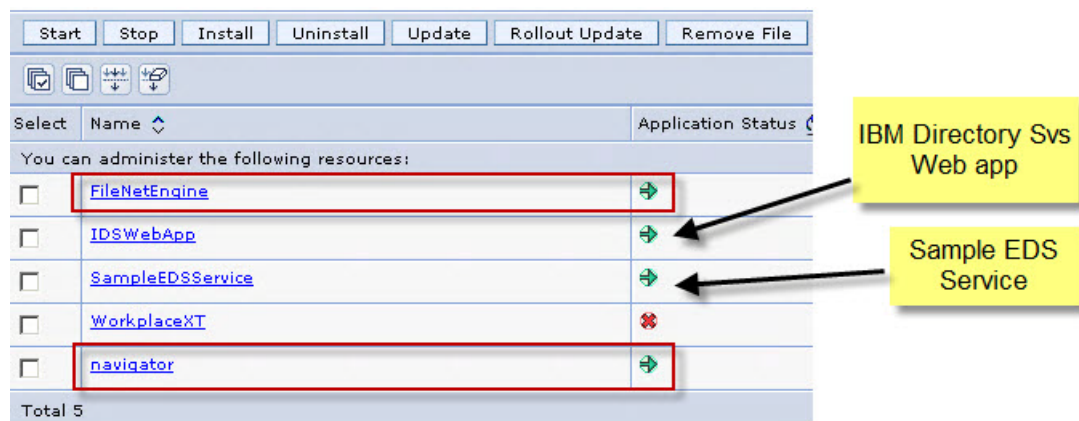 Start Stop Install Uninstall Update Rollout Update Remove File
Select Name Application Status
You can administer the following resources:
FileNetEngine
IDSWebApp
SampleEDSService
WorkplaceXT
navigator
Total 5
IBM Directory Svs
Web app
Sample EDS
Service